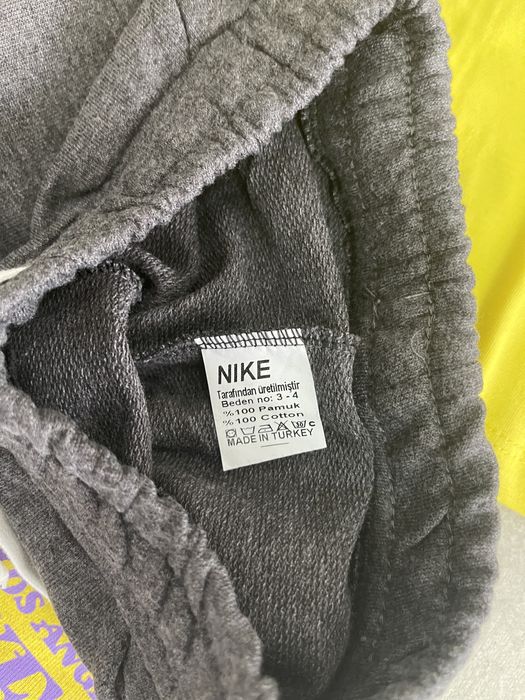 NIKE
Tarafından üretilmiştir
Beden no: 3 - 4
%100 Pamuk
%100 Cotton
MADE IN TURKEY